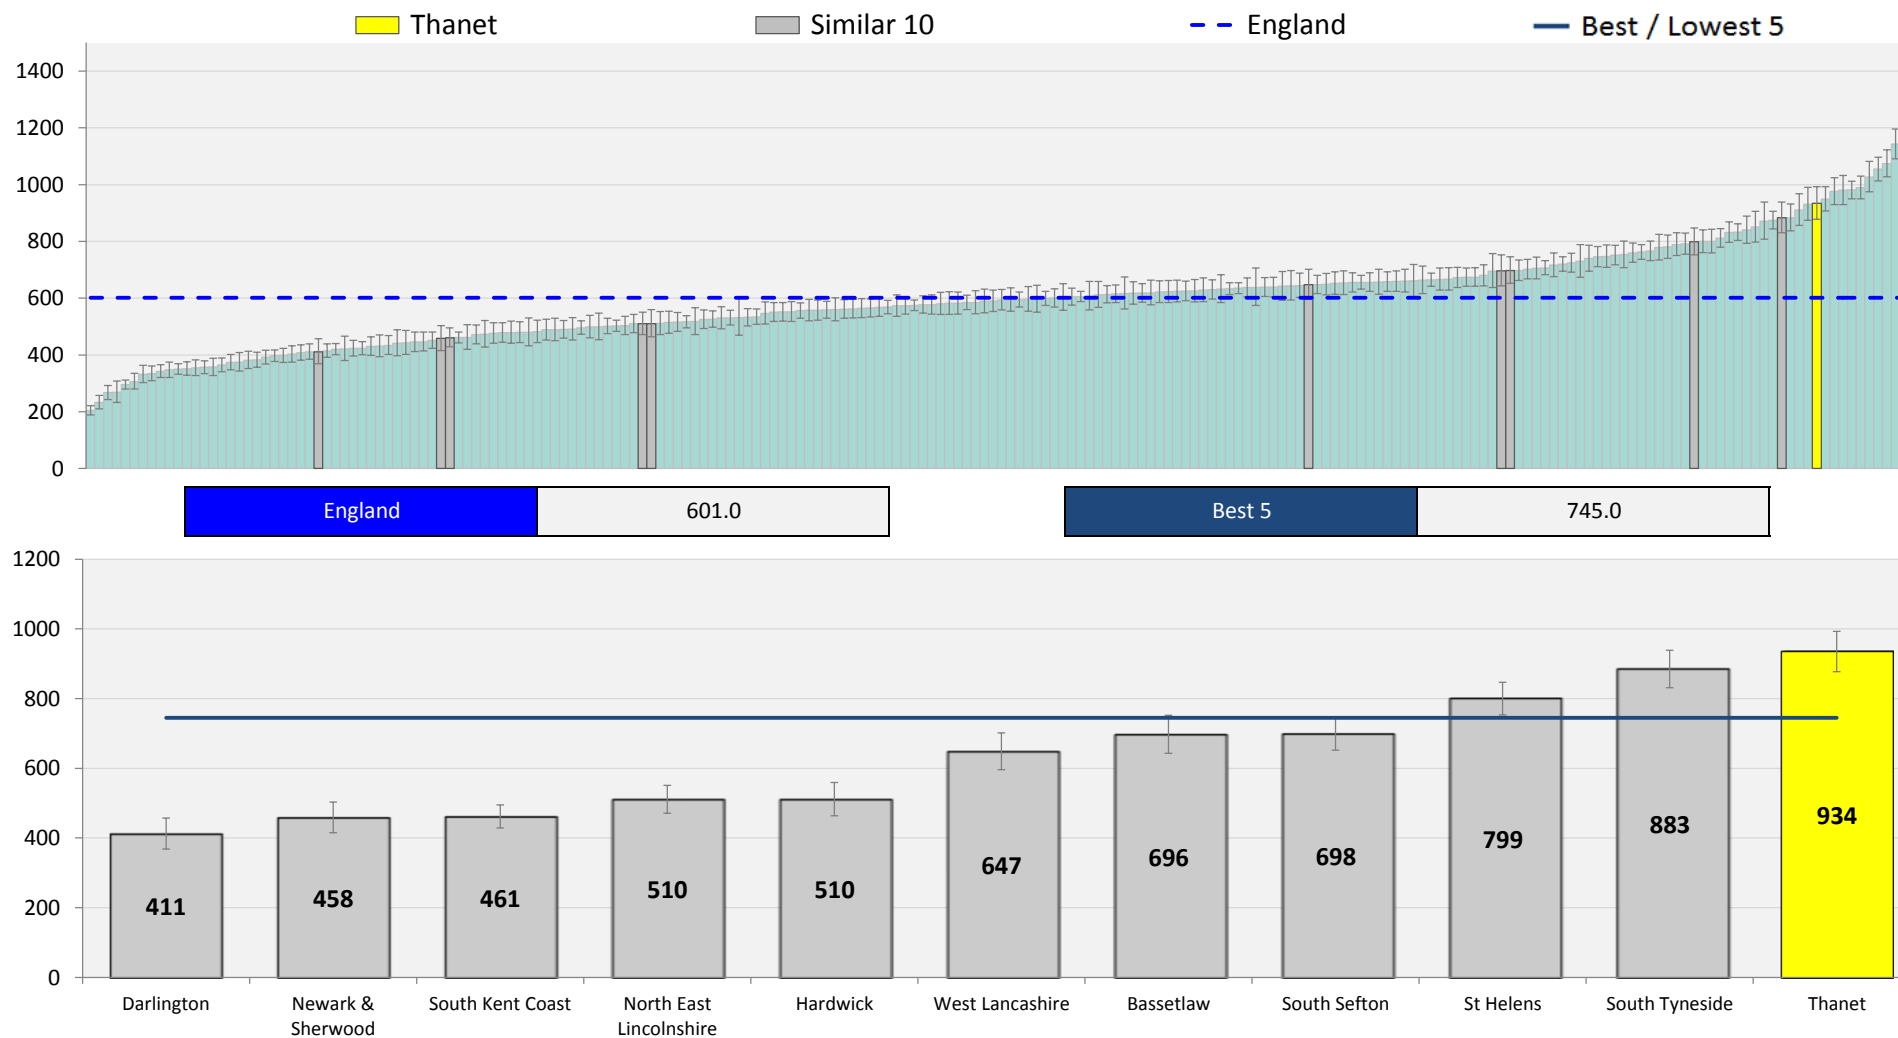 Thanet
Similar 10
England
Best / Lowest 5
1400
1200
1000
800
600
400
200
0
England
601.0
Best 5
745.0
1200
1000
800
600
400
200
0
411
458
461
510
510
647
696
698
799
883
934
Darlington
Newark &
Sherwood
South Kent Coast
North East
Lincolnshire
Hardwick
West Lancashire
Bassetlaw
South Sefton
St Helens
South Tyneside
Thanet